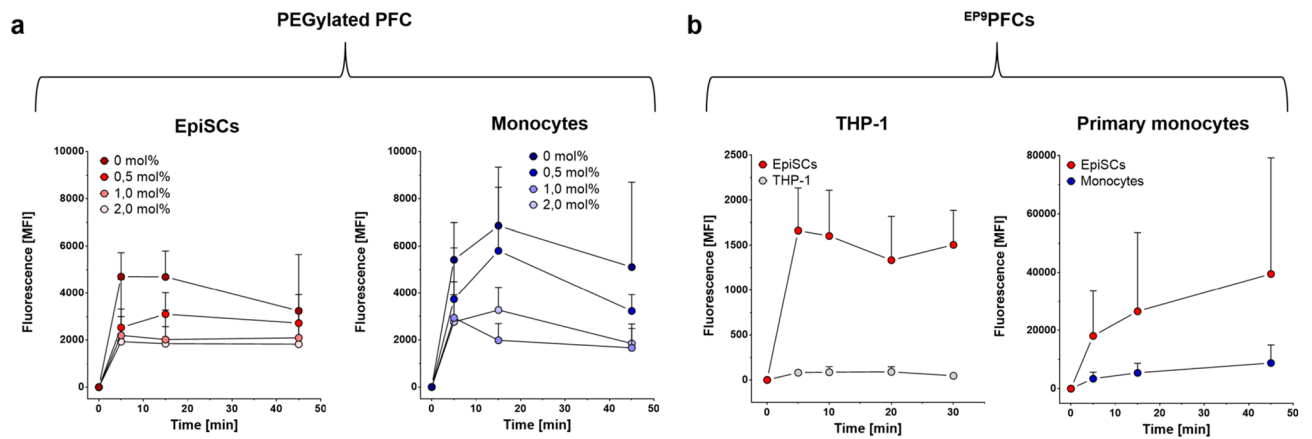 a
PEGylated PFC
EpiSCs
Fluorescence [MFI]
10000
8000
6000
4000
2000
0
0 mol%
0,5 mol%
1,0 mol%
2,0 mol%
0 10 20 30 40 50
Time [min]
Monocytes
Fluorescence [MFI]
10000
8000
6000
4000
2000
0
0 mol%
0,5 mol%
1,0 mol%
2,0 mol%
0 10 20 30 40 50
Time [min]
b
EP9PFCs
THP-1
Fluorescence [MFI]
2500
2000
1500
1000
500
0
EpiSCs
THP-1
0 10 20 30
Time [min]
Primary monocytes
Fluorescence [MFI]
80000
60000
40000
20000
0
EpiSCs
Monocytes
0 10 20 30 40 50
Time [min]